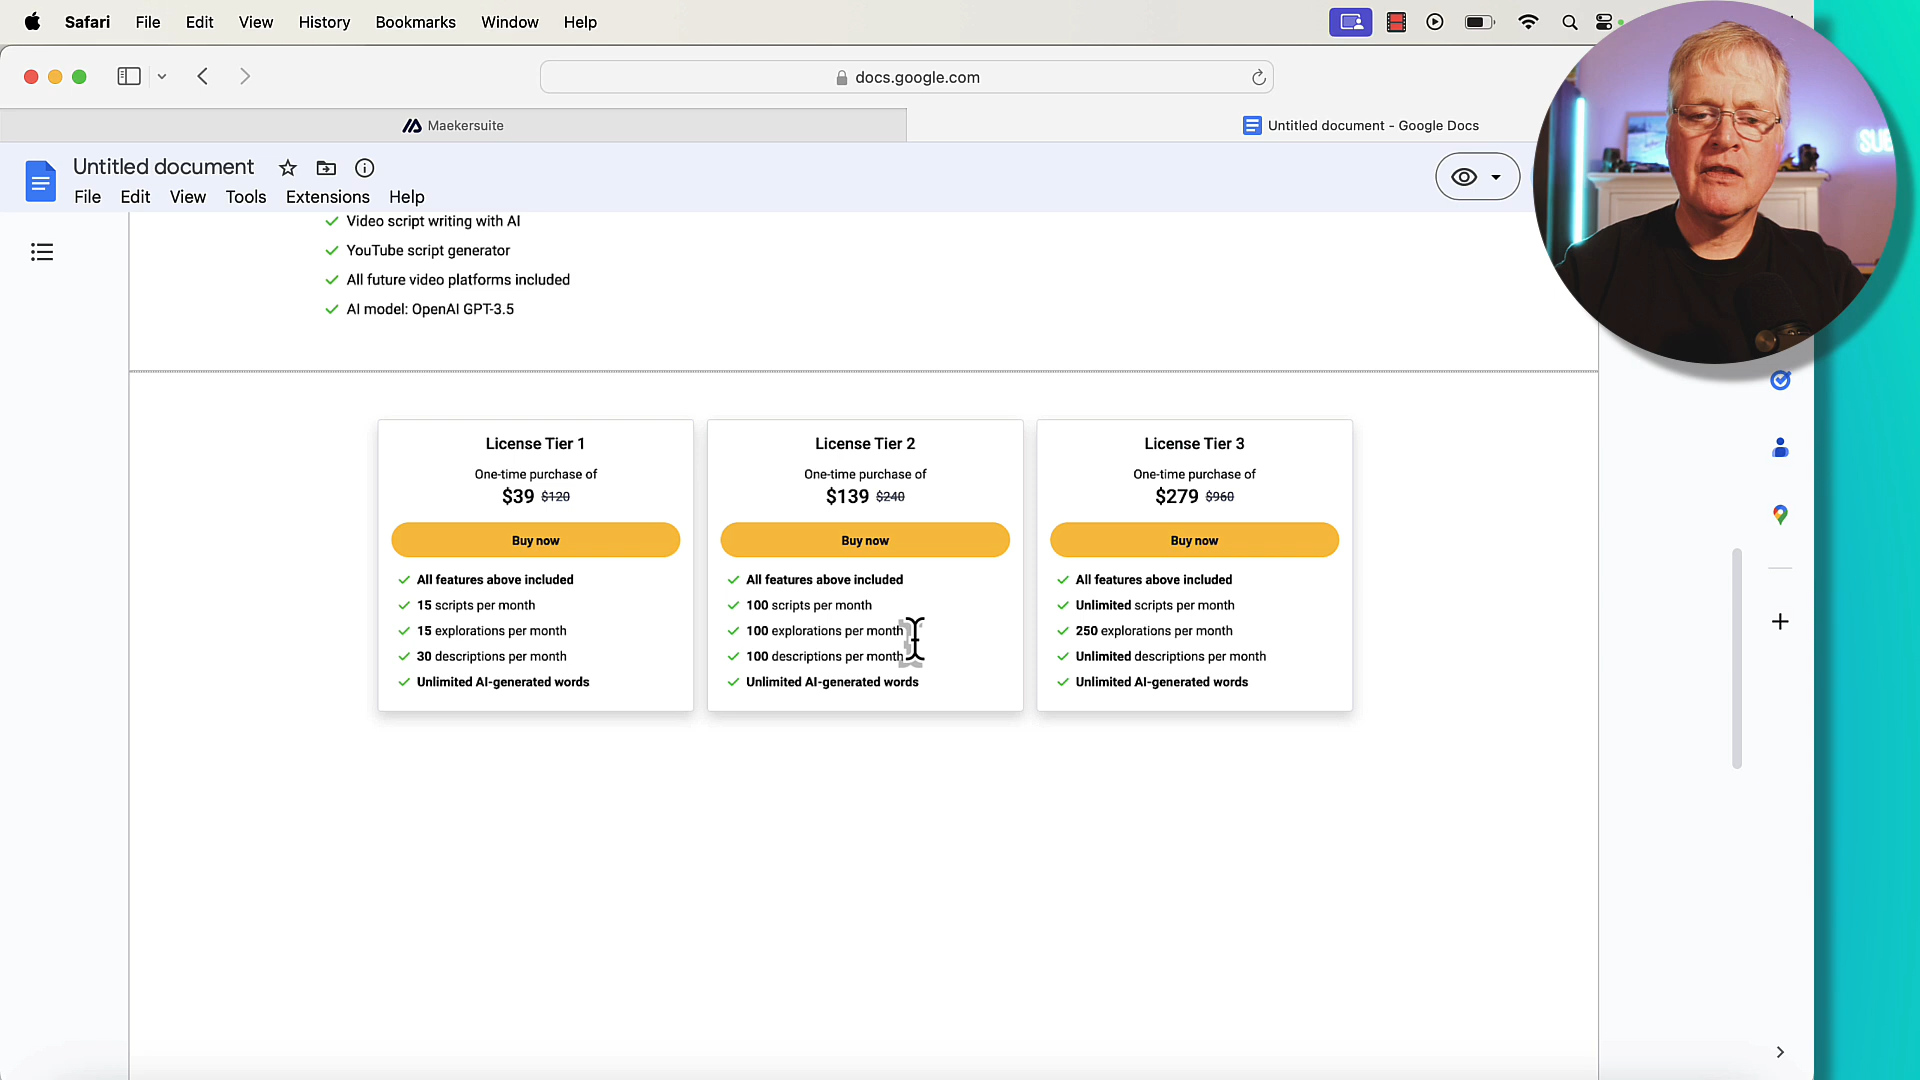 Safari File Edit View History Bookmarks Window Help
docs.google.com
Maekersuite
Untitled document - Google Docs
Untitled document
File Edit View Tools Extensions Help
Video script writing with AI
YouTube script generator
All future video platforms included
AI model: OpenAI GPT-3.5
License Tier 1
One-time purchase of
$39 $120
Buy now
All features above included
15 scripts per month
15 explorations per month
30 descriptions per month
Unlimited AI-generated words
License Tier 2
One-time purchase of
$139 $240
Buy now
All features above included
100 scripts per month
100 explorations per month
100 descriptions per month
Unlimited AI-generated words
License Tier 3
One-time purchase of
$279 $960
Buy now
All features above included
Unlimited scripts per month
250 explorations per month
Unlimited descriptions per month
Unlimited AI-generated words